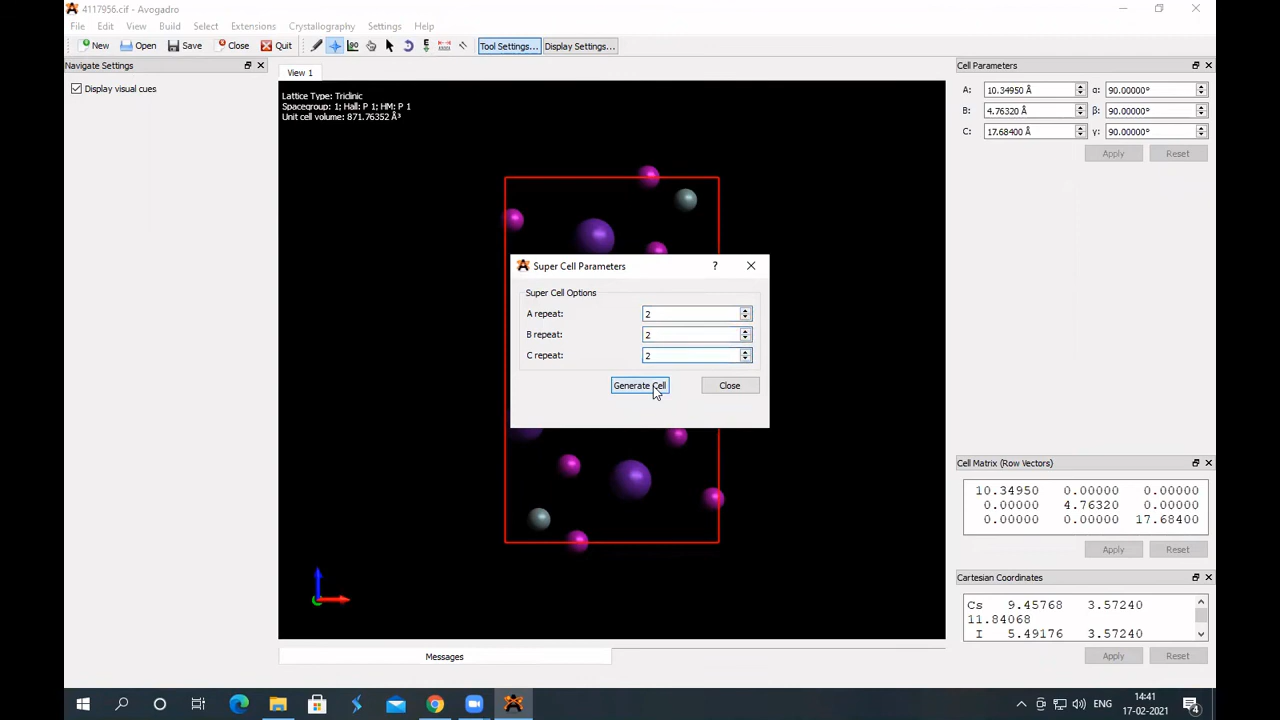 4117956.cif - Avogadro
File Edit View Build Select Extensions Crystallography Settings Help
New Open Save Close Quit Tool Settings... Display Settings...
Navigate Settings
Display visual cues
View 1
Lattice Type: Triclinic
Spacegroup: 1; Hall: P 1; HM: P 1
Unit cell volume: 871.76352 Å³
Super Cell Parameters ?
Super Cell Options
A repeat: 2
B repeat: 2
C repeat: 2
Generate Cell Close
Messages
Cell Parameters
A: 10.34950 Å α: 90.00000°
B: 4.76320 Å β: 90.00000°
C: 17.68400 Å γ: 90.00000°
Apply Reset
Cell Matrix (Row Vectors)
10.34950 0.00000 0.00000
0.00000 4.76320 0.00000
0.00000 0.00000 17.68400
Apply Reset
Cartesian Coordinates
Cs 9.45768 3.57240
11.84068
I 5.49176 3.57240
Apply Reset
14:41
17-02-2021
4